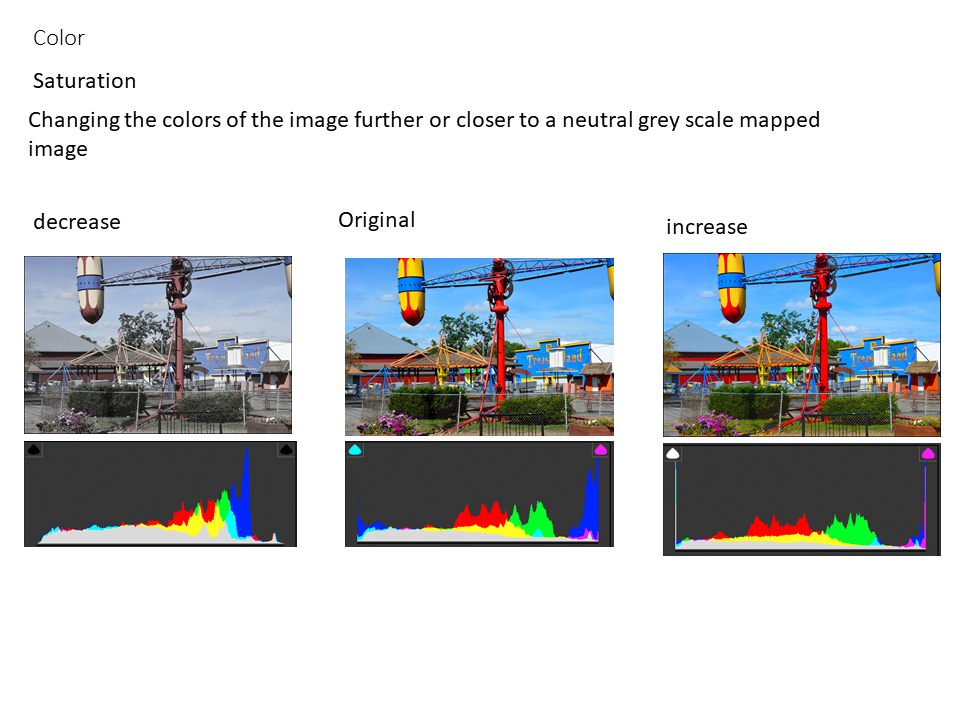 Color
Saturation
Changing the colors of the image further or closer to a neutral grey scale mapped
image
decrease
Original
increase